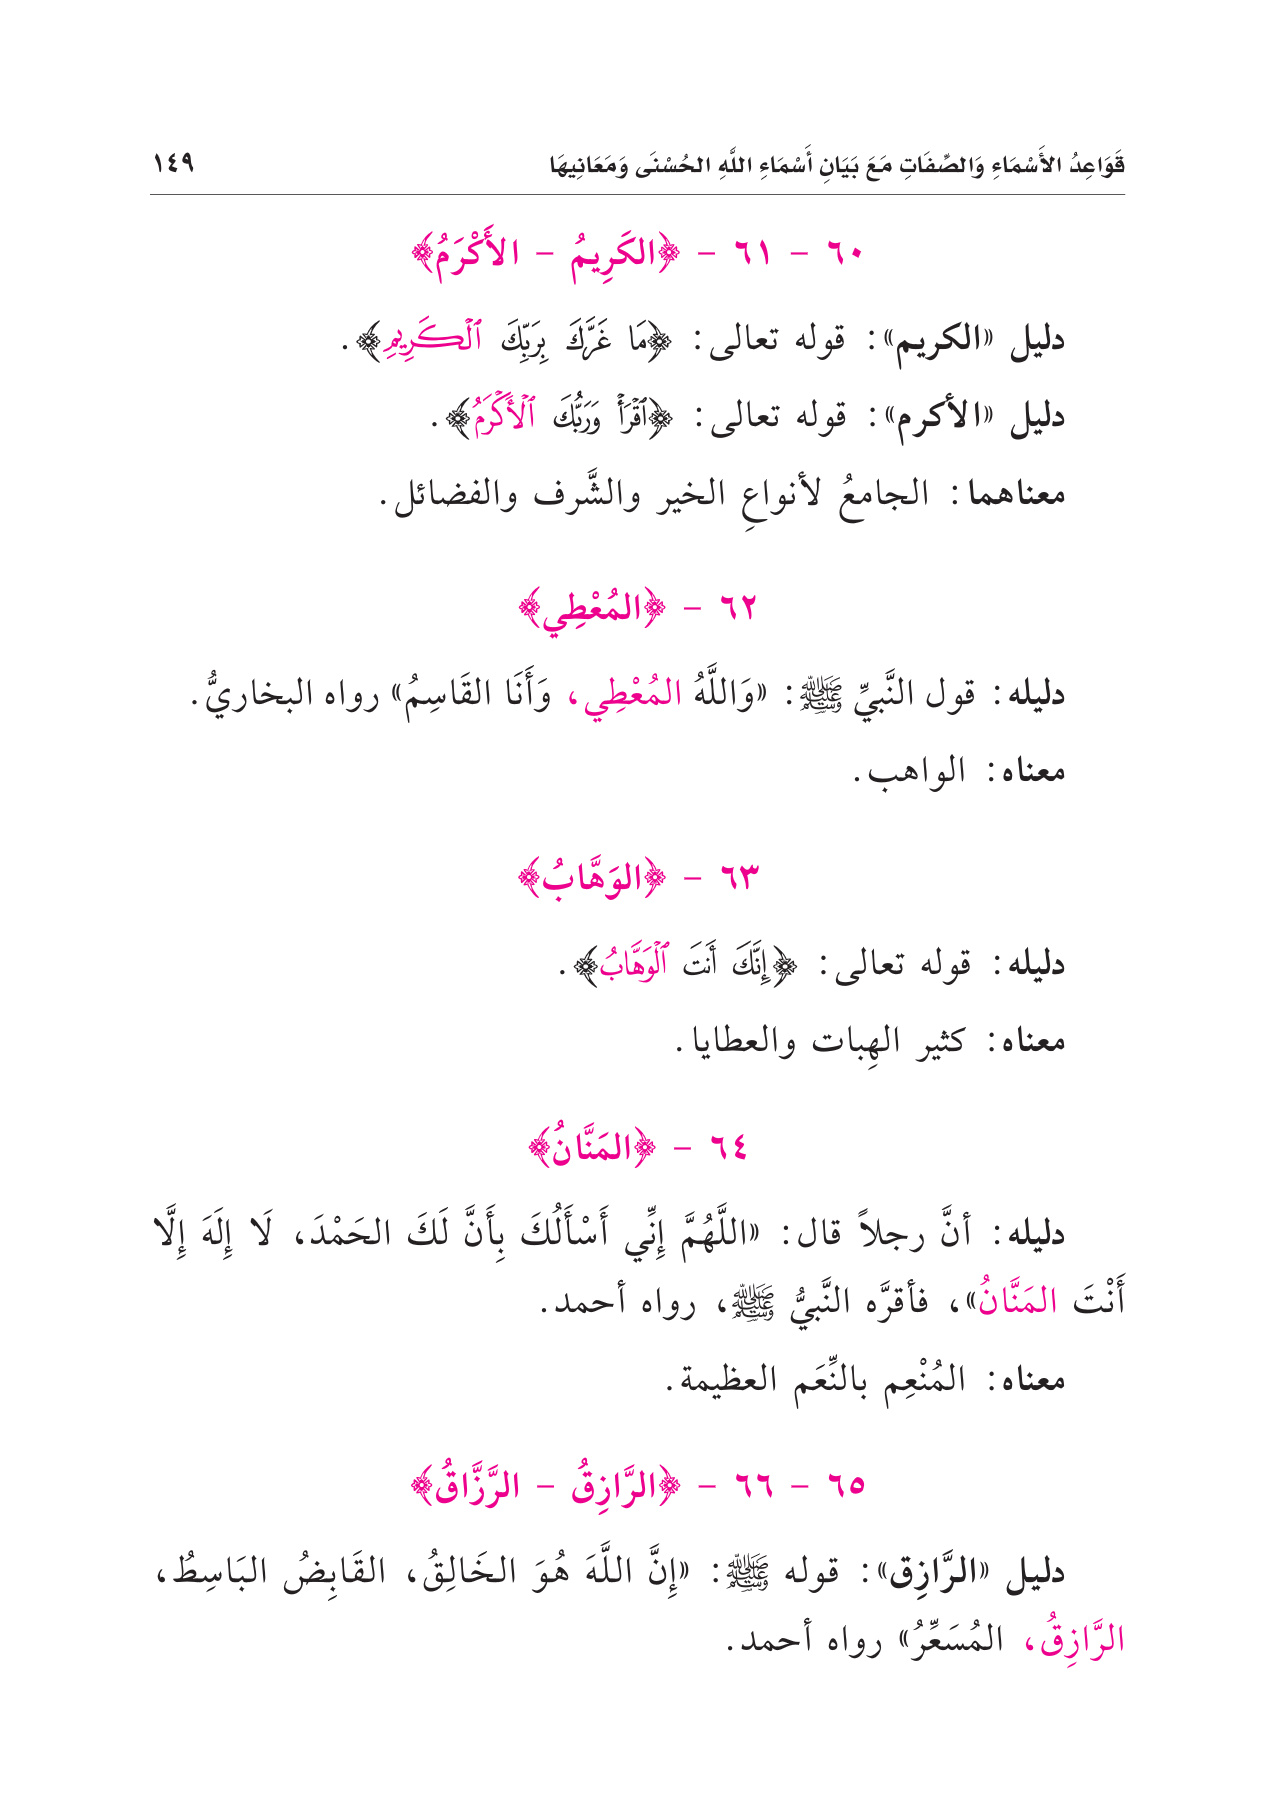 قَوَاعِدُ الأَسْمَاءِ وَالصِّفَاتِ مَعَ بَيَانِ أَسْمَاءِ اللَّهِ الحُسْنَى وَمَعَانِيهَا ١٤٩
٦٠ - ٦١ - ﴿الكَرِيمُ - الأَكْرَمُ﴾
دليل «الكريم»: قوله تعالى: ﴿مَا غَرَّكَ بِرَبِّكَ ٱلْكَرِيمِ﴾.
دليل «الأكرم»: قوله تعالى: ﴿ٱقْرَأْ وَرَبُّكَ ٱلْأَكْرَمُ﴾.
معناهما: الجامعُ لأنواعِ الخير والشَّرف والفضائل.
٦٢ - ﴿المُعْطِي﴾
دليله: قول النَّبيِّ ﷺ: «وَاللَّهُ المُعْطِي، وَأَنَا القَاسِمُ» رواه البخاريُّ.
معناه: الواهب.
٦٣ - ﴿الوَهَّابُ﴾
دليله: قوله تعالى: ﴿إِنَّكَ أَنتَ ٱلْوَهَّابُ﴾.
معناه: كثير الهِبات والعطايا.
٦٤ - ﴿المَنَّانُ﴾
دليله: أنَّ رجلاً قال: «اللَّهُمَّ إِنِّي أَسْأَلُكَ بِأَنَّ لَكَ الحَمْدَ، لَا إِلَهَ إِلَّا
أَنْتَ المَنَّانُ»، فأقرَّه النَّبيُّ ﷺ، رواه أحمد.
معناه: المُنْعِم بالنِّعَم العظيمة.
٦٥ - ٦٦ - ﴿الرَّازِقُ - الرَّزَّاقُ﴾
دليل «الرَّازِق»: قوله ﷺ: «إِنَّ اللَّهَ هُوَ الخَالِقُ، القَابِضُ البَاسِطُ،
الرَّازِقُ، المُسَعِّرُ» رواه أحمد.